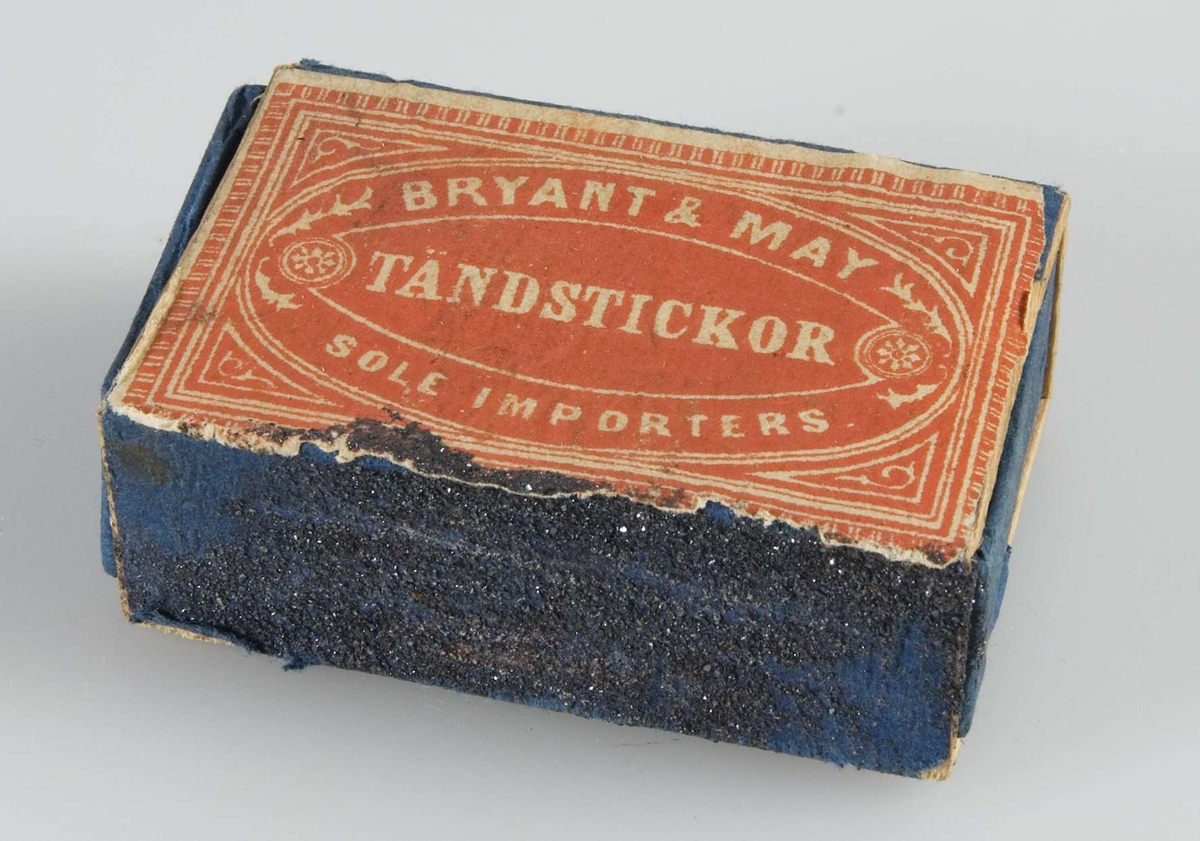 BRYANT & MAY
TÄNDSTICKOR
SOLE IMPORTERS